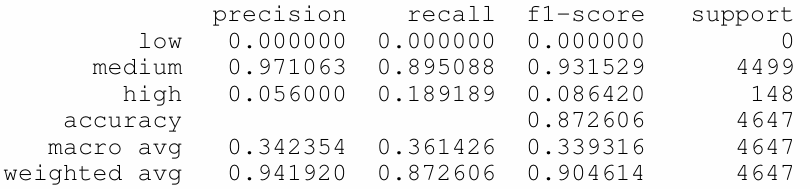 precision recall f1-score support
low 0.000000 0.000000 0.000000 0
medium 0.971063 0.895088 0.931529 4499
high 0.056000 0.189189 0.086420 148
accuracy 0.872606 4647
macro avg 0.342354 0.361426 0.339316 4647
weighted avg 0.941920 0.872606 0.904614 4647